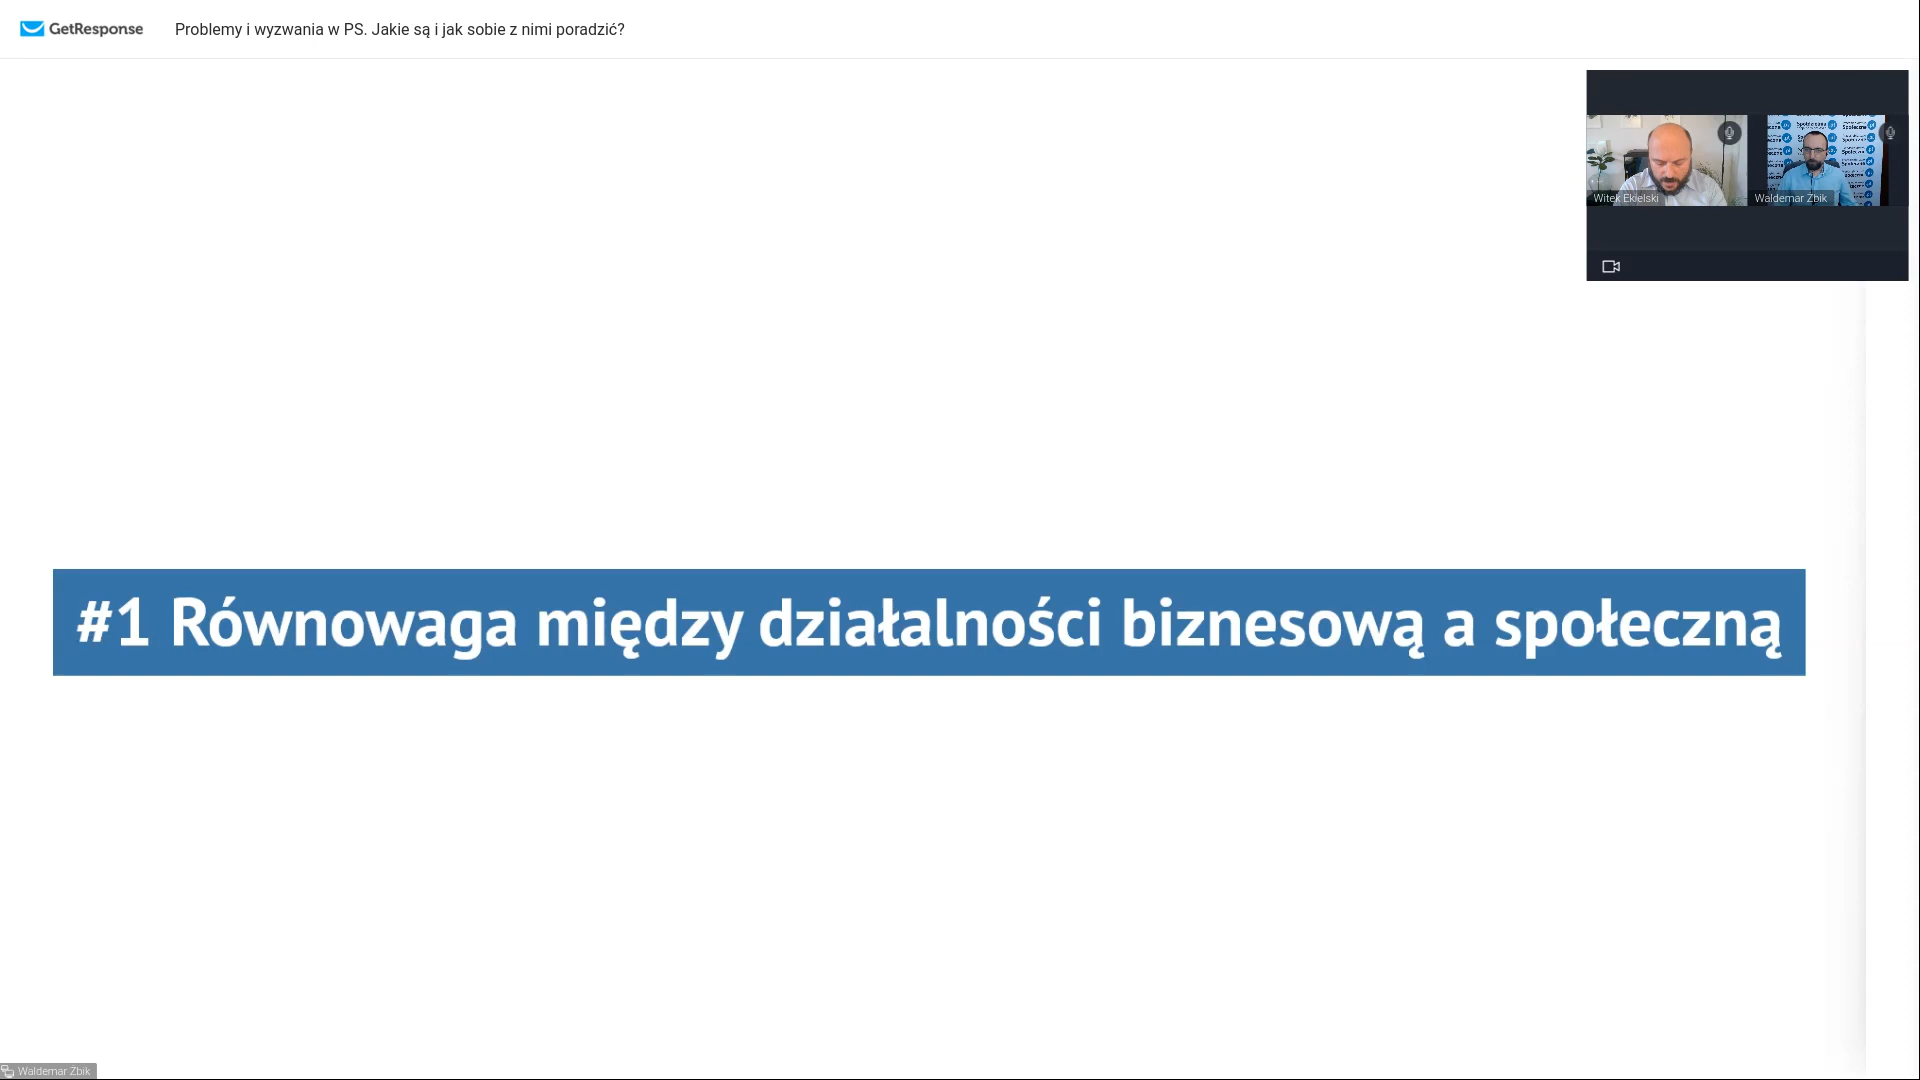 GetResponse
Problemy i wyzwania w PS. Jakie są i jak sobie z nimi poradzić?
Witek Ekielski
Waldemar Zbik
#1 Równowaga między działalności biznesową a społeczną
Waldemar Zbik